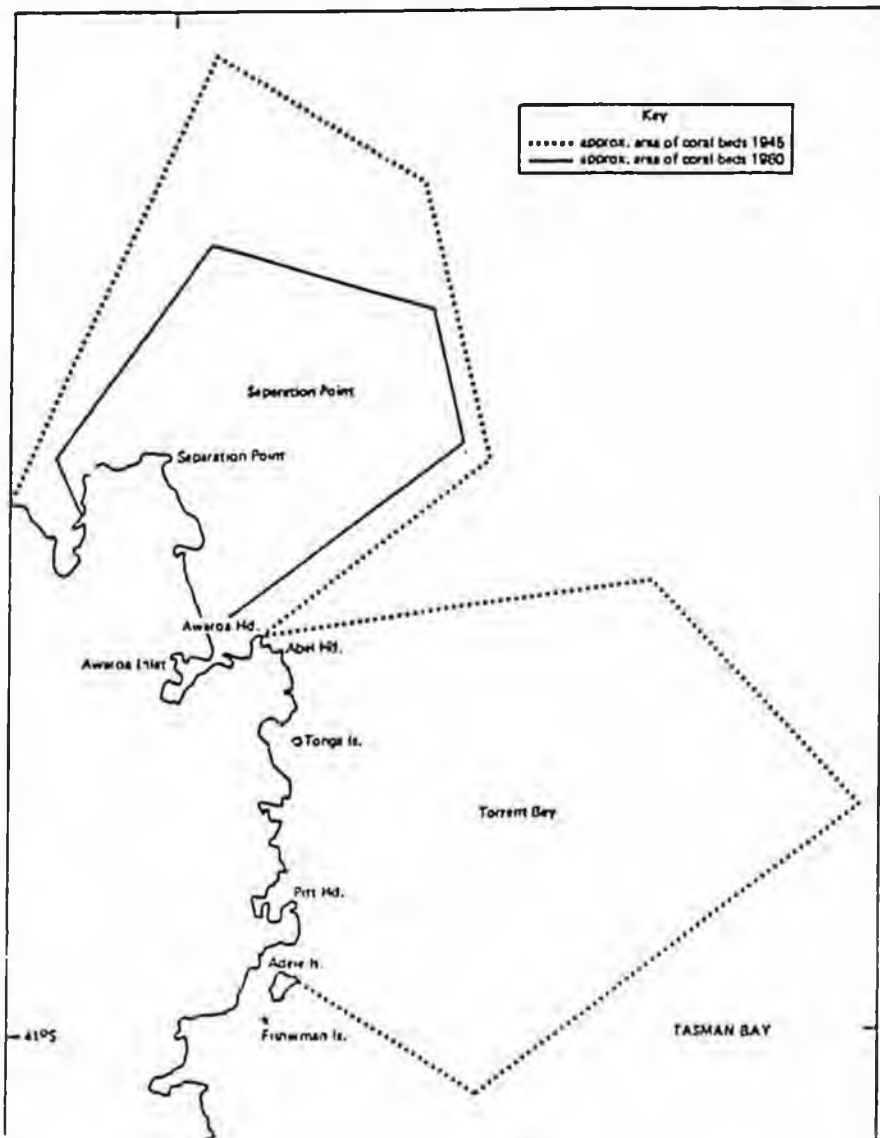 Key
approx. area of coral beds 1945
approx. area of coral beds 1980
Separation Point
Separation Point
Awaroa Hd.
Awaroa Inlet
Abel Hd.
Tonga Is.
Torrent Bay
Pitt Hd.
Adele Is.
Fisherman Is.
41°S
TASMAN BAY